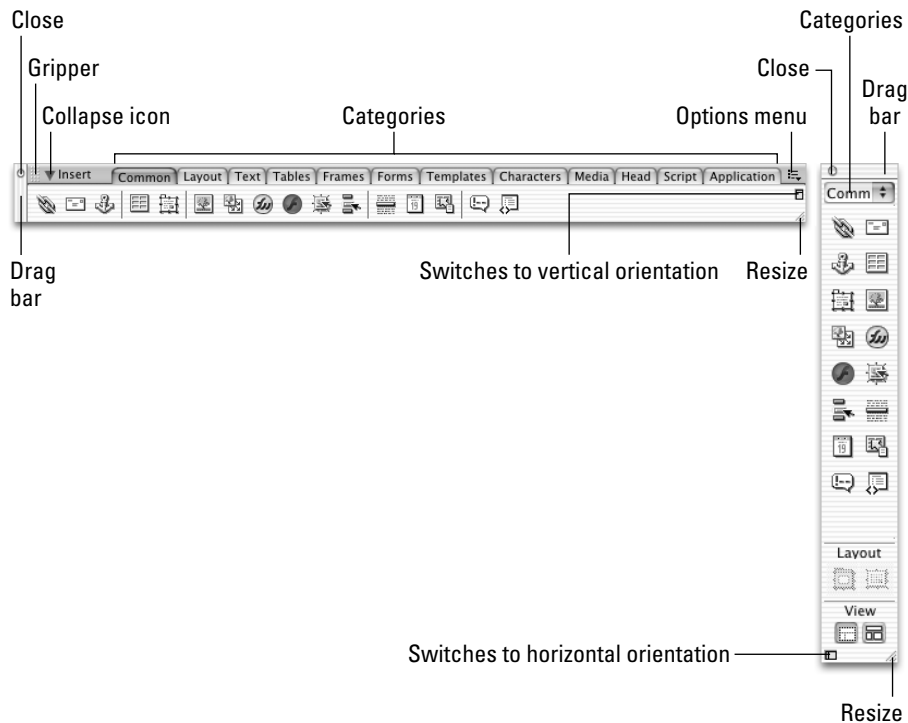 Close
Categories
Gripper
Close
Drag
bar
Collapse icon
Categories
Options menu
Insert
Common Layout Text Tables Frames Forms Templates Characters Media Head Script Application
Comm
19
Drag
bar
Switches to vertical orientation
Resize
19
Layout
View
Switches to horizontal orientation
Resize